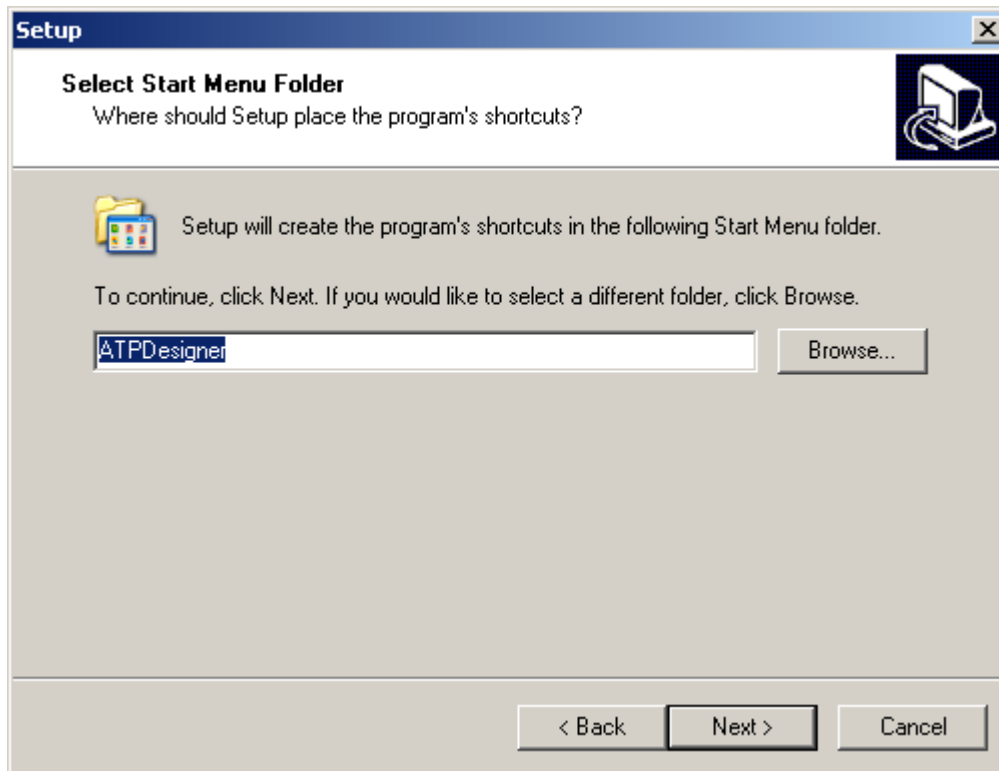 Setup
Select Start Menu Folder
Where should Setup place the program's shortcuts?
Setup will create the program's shortcuts in the following Start Menu folder.
To continue, click Next. If you would like to select a different folder, click Browse.
ATPDesigner
Browse...
< Back
Next >
Cancel